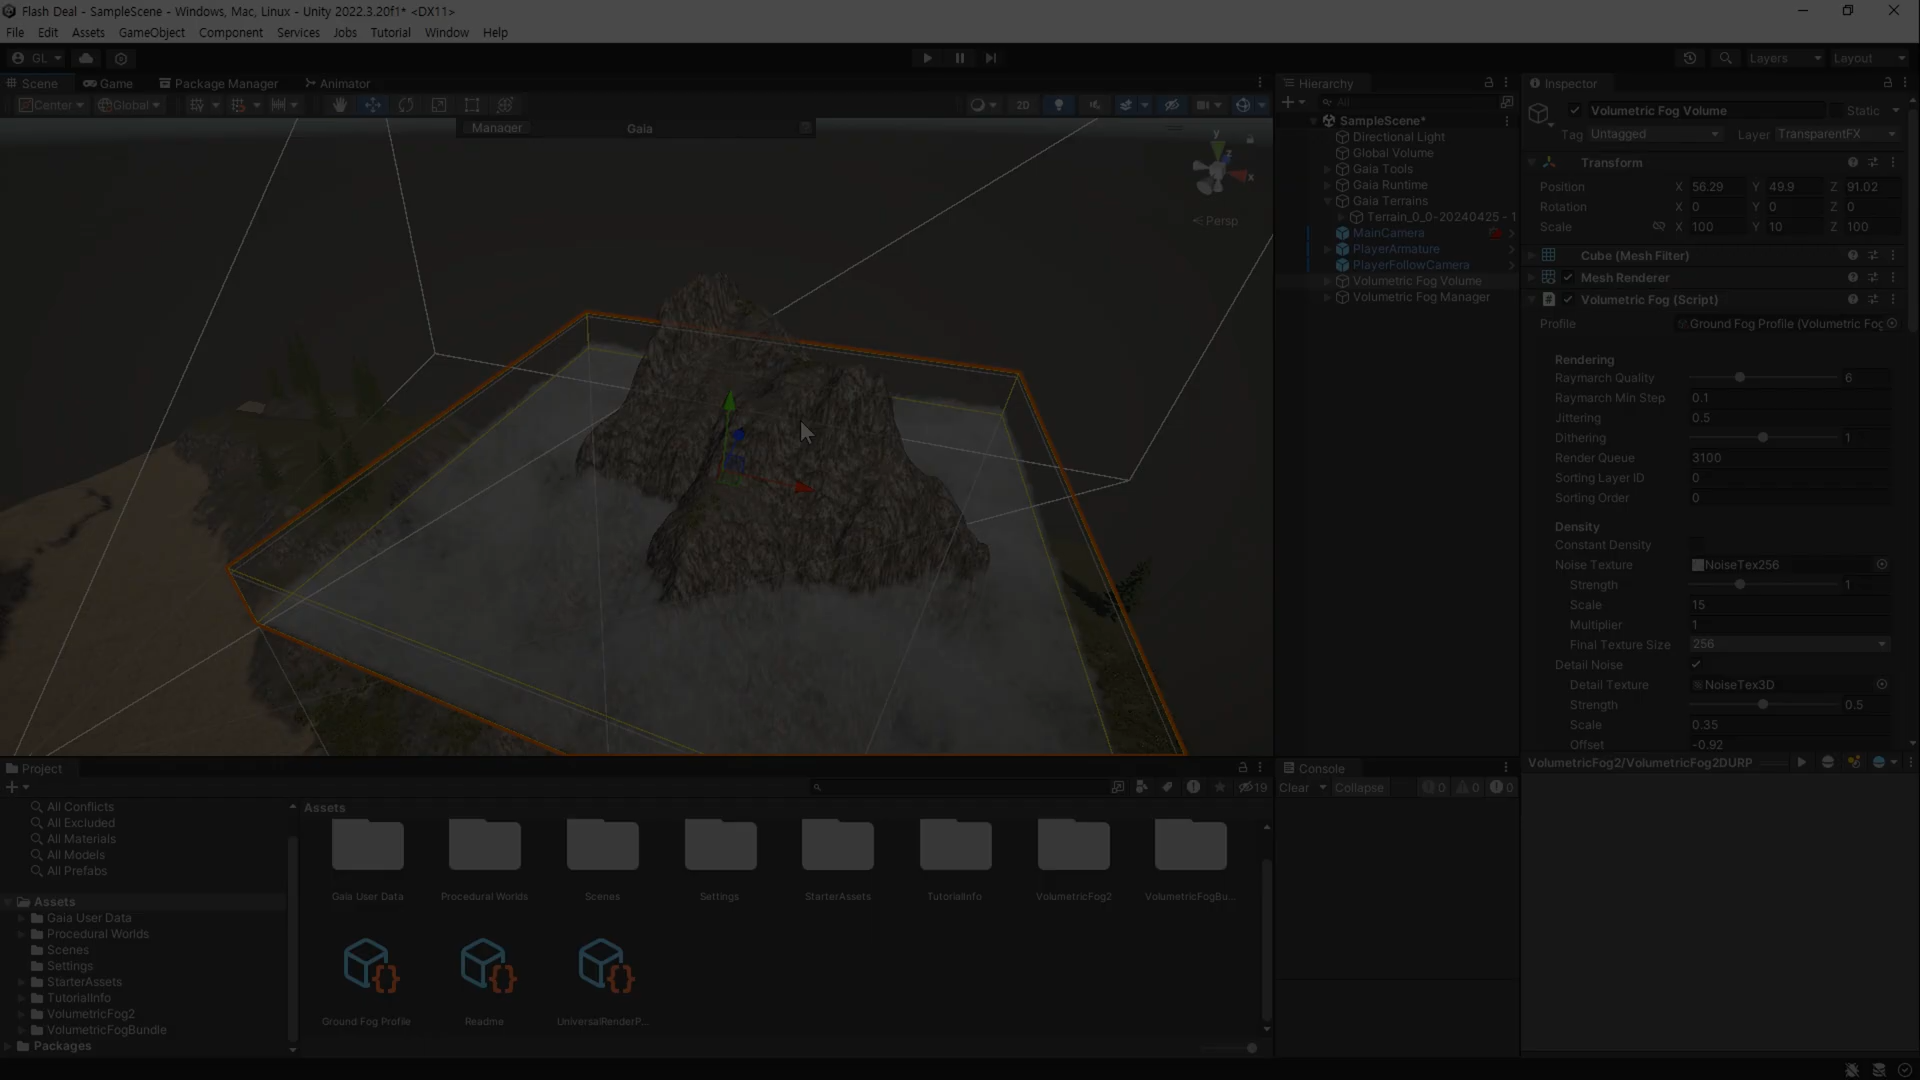 Flash Deal - SampleScene - Windows, Mac, Linux - Unity 2022.3.20f1* <DX11>
File Edit Assets GameObject Component Services Jobs Tutorial Window Help
GL
Layers Layout
Scene Game Package Manager Animator
Center Global 2D
Manager Gaia
y
z
x
Persp
Hierarchy
All
SampleScene*
Directional Light
Global Volume
Gaia Tools
Gaia Runtime
Gaia Terrains
Terrain_0_0-20240425 - 1
MainCamera
PlayerArmature
PlayerFollowCamera
Volumetric Fog Volume
Volumetric Fog Manager
Inspector
Volumetric Fog Volume Static
Tag Untagged Layer TransparentFX
Transform
Position X 56.29 Y 49.9 Z 91.02
Rotation X 0 Y 0 Z 0
Scale X 100 Y 10 Z 100
Cube (Mesh Filter)
Mesh Renderer
Volumetric Fog (Script)
Profile Ground Fog Profile (Volumetric Fog
Rendering
Raymarch Quality 6
Raymarch Min Step 0.1
Jittering 0.5
Dithering 1
Render Queue 3100
Sorting Layer ID 0
Sorting Order 0
Density
Constant Density
Noise Texture NoiseTex256
Strength 1
Scale 15
Multiplier 1
Final Texture Size 256
Detail Noise
Detail Texture NoiseTex3D
Strength 0.5
Scale 0.35
Offset -0.92
VolumetricFog2/VolumetricFog2DURP
Project
19
All Conflicts
All Excluded
All Materials
All Models
All Prefabs
Assets
Gaia User Data
Procedural Worlds
Scenes
Settings
StarterAssets
TutorialInfo
VolumetricFog2
VolumetricFogBundle
Packages
Assets
Gaia User Data Procedural Worlds Scenes Settings StarterAssets TutorialInfo VolumetricFog2 VolumetricFogBu...
Ground Fog Profile Readme UniversalRenderP...
Console
Clear Collapse 0 0 0